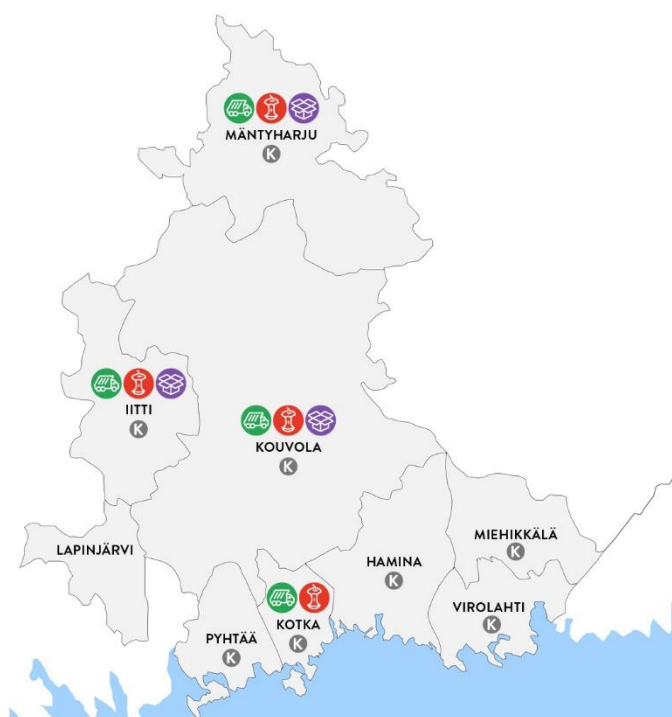 MÄNTYHARJU
K
IITTI
K
KOUVOLA
K
LAPINJÄRVI
HAMINA
K
MIEHIKKÄLÄ
K
VIROLAHTI
K
KOTKA
K
PYHTÄÄ
K